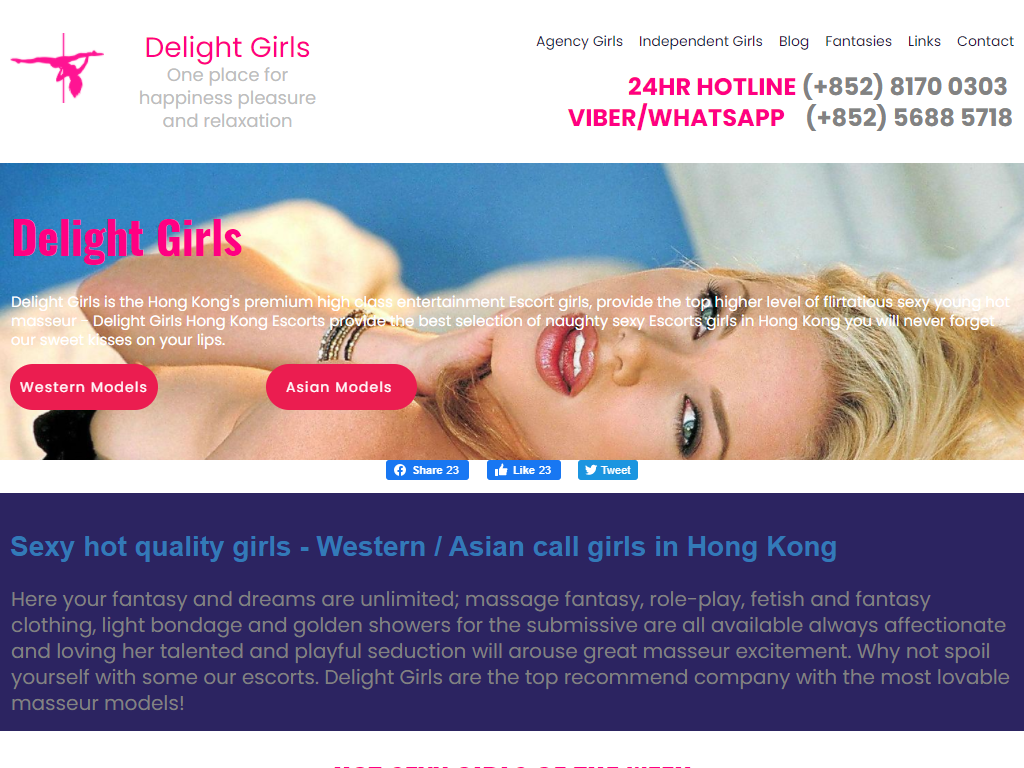 Delight Girls
One place for
happiness pleasure
and relaxation
Agency Girls Independent Girls Blog Fantasies Links Contact
24HR HOTLINE (+852) 8170 0303
VIBER/WHATSAPP (+852) 5688 5718
Delight Girls
Delight Girls is the Hong Kong's premium high class entertainment Escort girls, provide the top higher level of flirtatious sexy young hot
masseur - Delight Girls Hong Kong Escorts provide the best selection of naughty sexy Escorts girls in Hong Kong you will never forget
our sweet kisses on your lips.
Western Models Asian Models
Share 23 Like 23 Tweet
Sexy hot quality girls - Western / Asian call girls in Hong Kong
Here your fantasy and dreams are unlimited; massage fantasy, role-play, fetish and fantasy
clothing, light bondage and golden showers for the submissive are all available always affectionate
and loving her talented and playful seduction will arouse great masseur excitement. Why not spoil
yourself with some our escorts. Delight Girls are the top recommend company with the most lovable
masseur models!